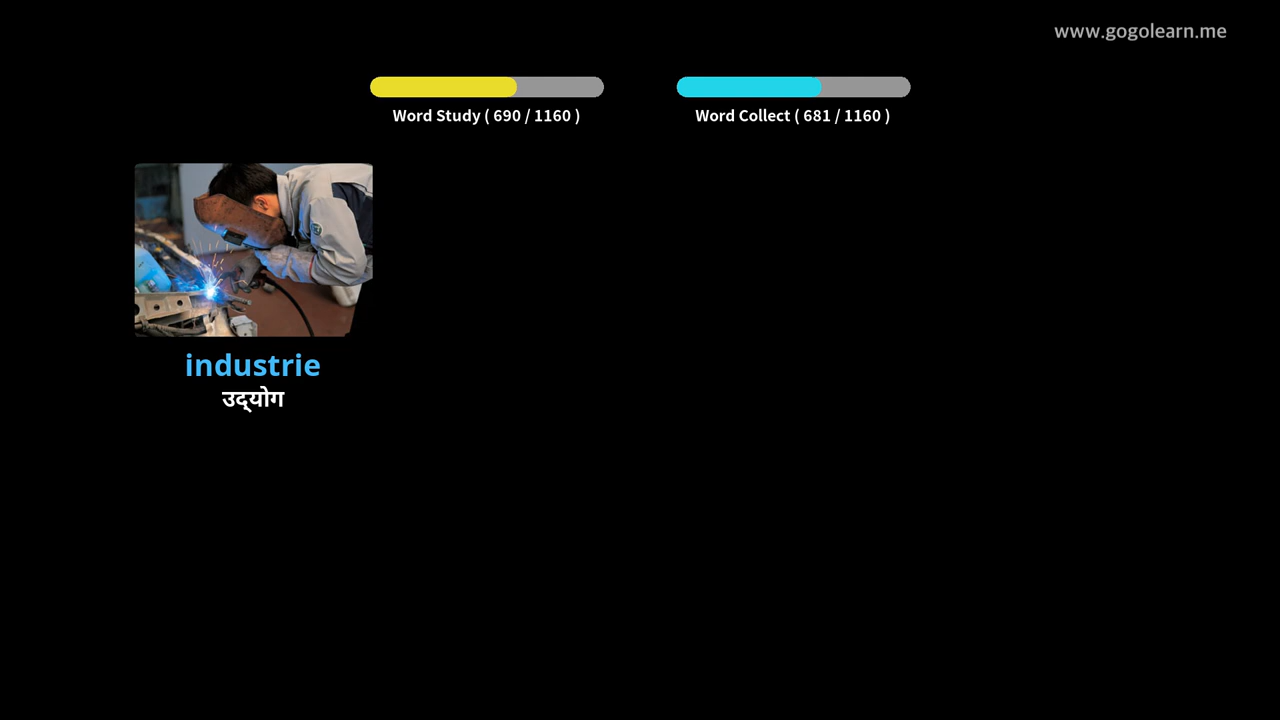 www.gogolearn.me
Word Study ( 690 / 1160 )
Word Collect ( 681 / 1160 )
industrie
उद्‌योग